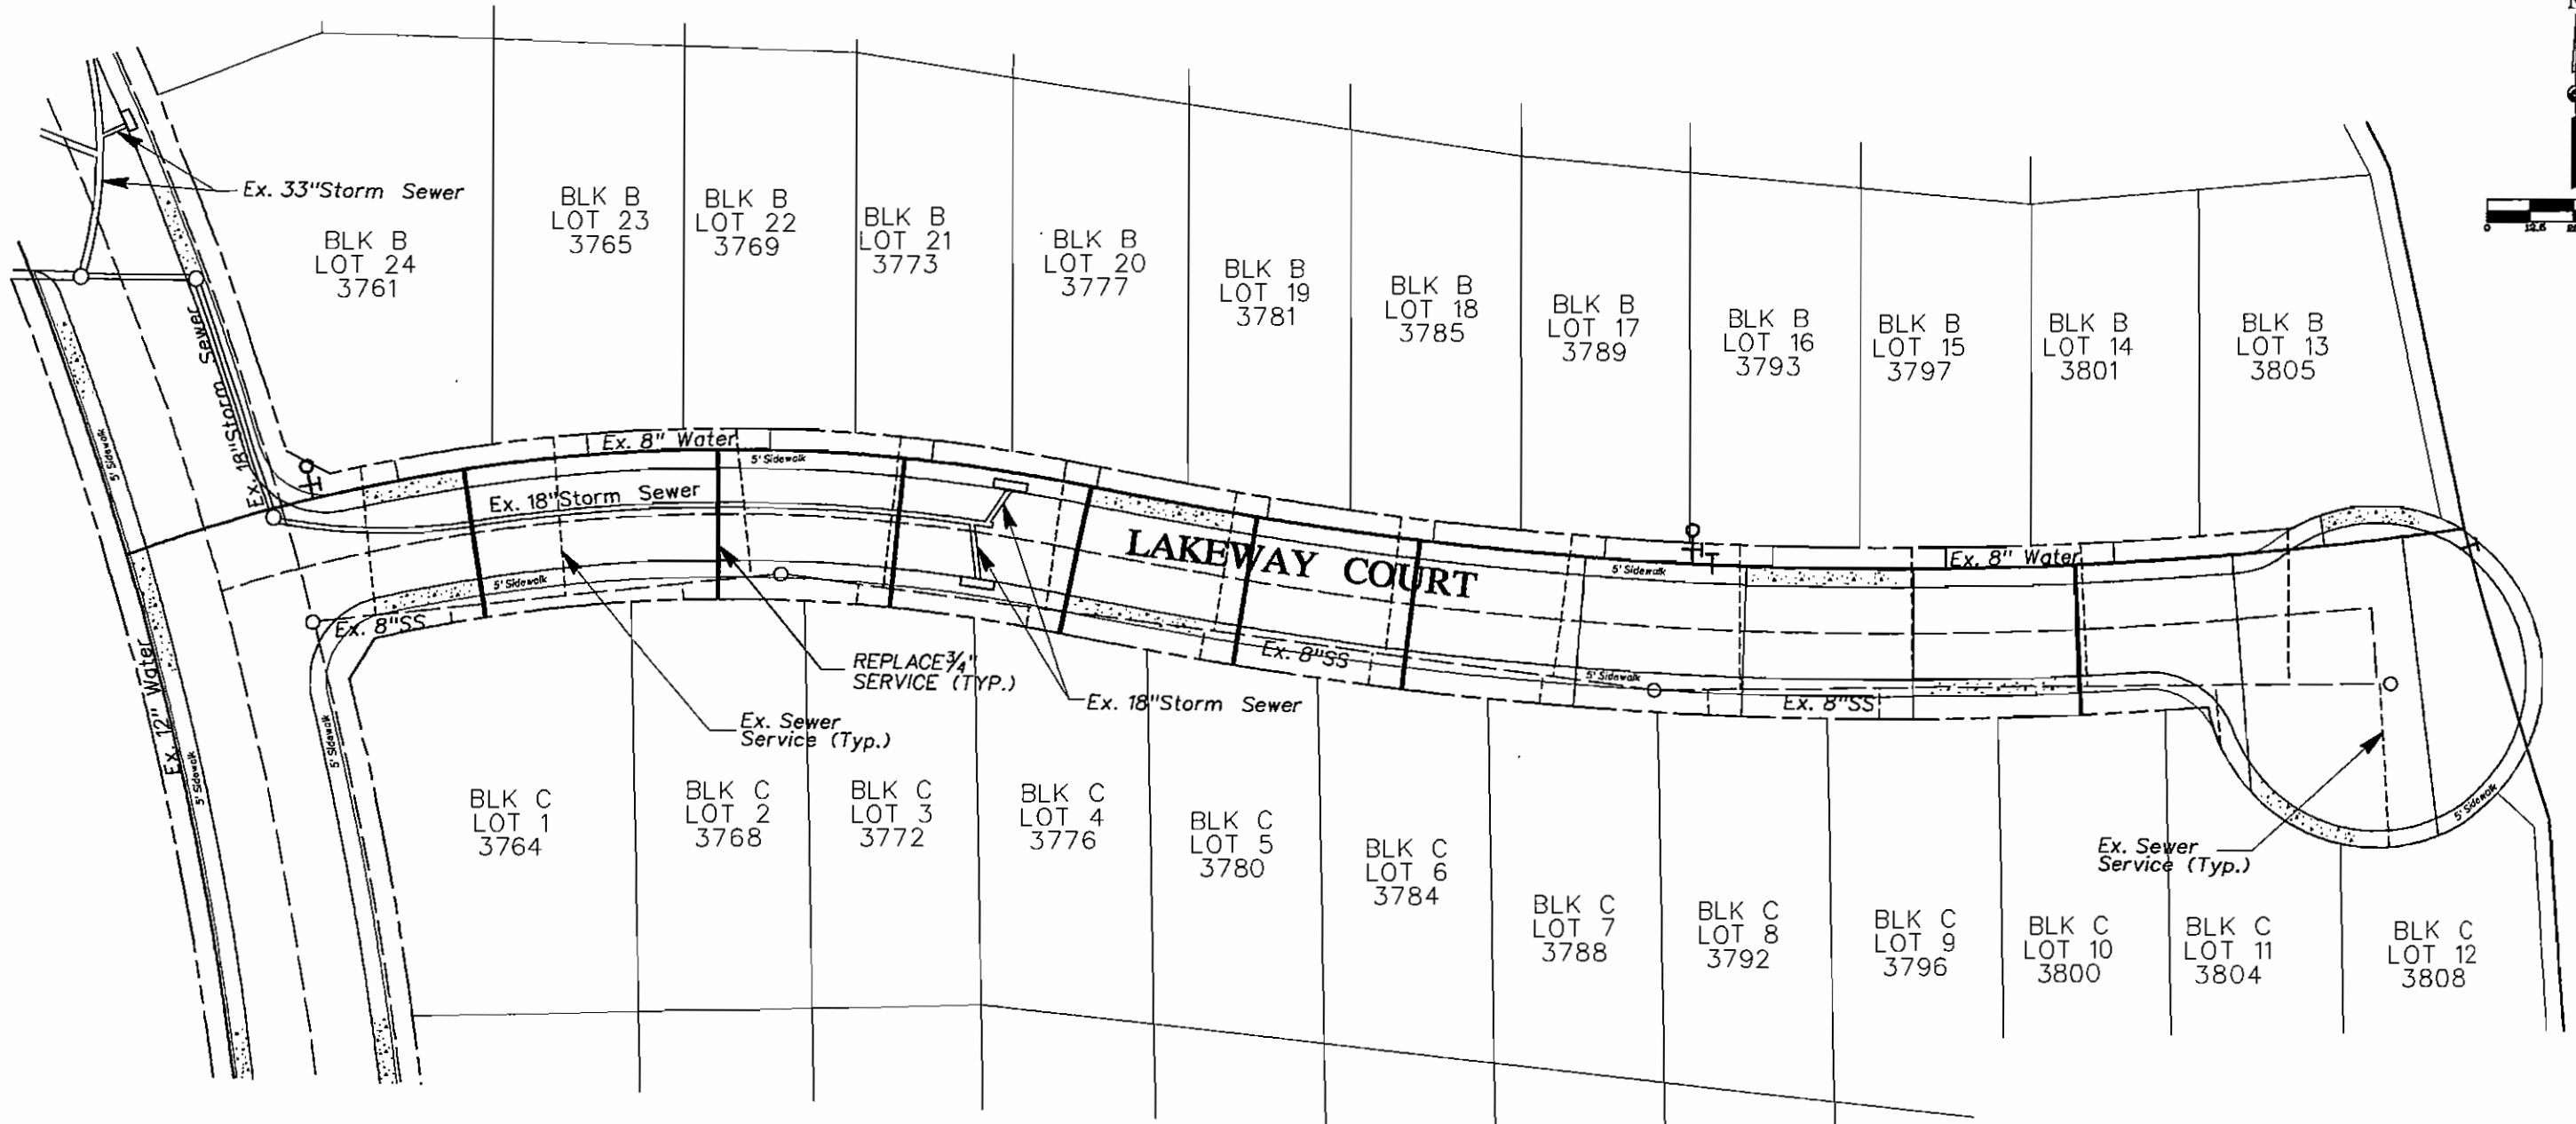 Ex. 33"Storm Sewer
BLK B
LOT 24
3761
BLK B
LOT 23
3765
BLK B
LOT 22
3769
BLK B
LOT 21
3773
BLK B
LOT 20
3777
BLK B
LOT 19
3781
BLK B
LOT 18
3785
BLK B
LOT 17
3789
BLK B
LOT 16
3793
BLK B
LOT 15
3797
BLK B
LOT 14
3801
BLK B
LOT 13
3805
0 12.5
Ex. 18"Storm Sewer
5' Sidewalk
Ex. 8" Water
5' Sidewalk
Ex. 18"Storm Sewer
5' Sidewalk
Ex. 8"SS
LAKEWAY COURT
5' Sidewalk
Ex. 8" Water
Ex. 8"SS
5' Sidewalk
Ex. 8"SS
Ex. 12" Water
5' Sidewalk
5' Sidewalk
REPLACE 3/4"
SERVICE (TYP.)
Ex. 18"Storm Sewer
Ex. Sewer
Service (Typ.)
5' Sidewalk
Ex. Sewer
Service (Typ.)
BLK C
LOT 1
3764
BLK C
LOT 2
3768
BLK C
LOT 3
3772
BLK C
LOT 4
3776
BLK C
LOT 5
3780
BLK C
LOT 6
3784
BLK C
LOT 7
3788
BLK C
LOT 8
3792
BLK C
LOT 9
3796
BLK C
LOT 10
3800
BLK C
LOT 11
3804
BLK C
LOT 12
3808